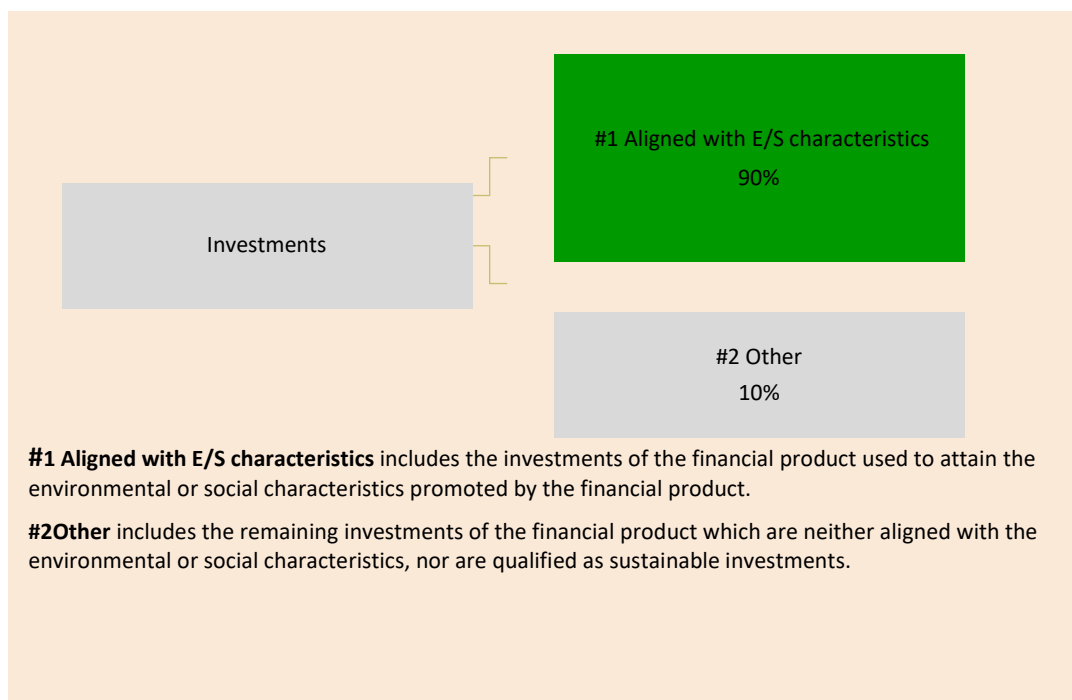 #1 Aligned with E/S characteristics
90%
Investments
#2 Other
10%
#1 Aligned with E/S characteristics includes the investments of the financial product used to attain the
environmental or social characteristics promoted by the financial product.
#2Other includes the remaining investments of the financial product which are neither aligned with the
environmental or social characteristics, nor are qualified as sustainable investments.